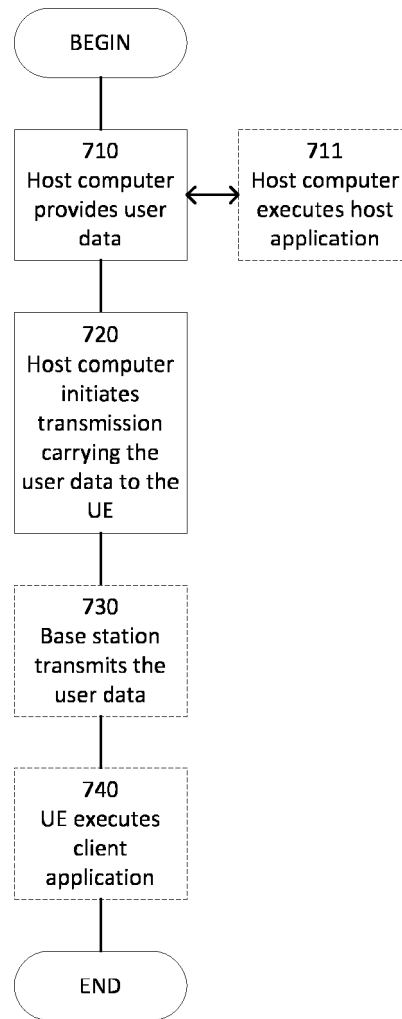 BEGIN
710
Host computer
provides user
data
711
Host computer
executes host
application
720
Host computer
initiates
transmission
carrying the
user data to the
UE
730
Base station
transmits the
user data
740
UE executes
client
application
END